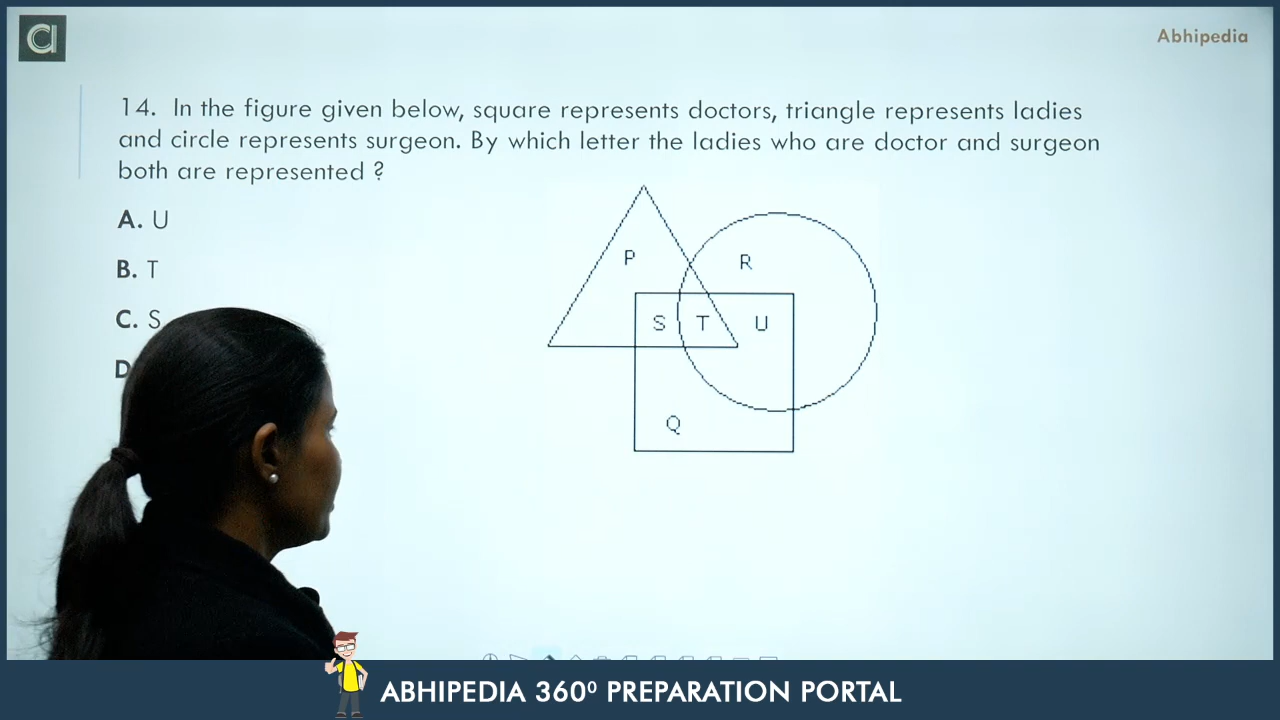 Abhipedia
14. In the figure given below, square represents doctors, triangle represents ladies
and circle represents surgeon. By which letter the ladies who are doctor and surgeon
both are represented ?
A. U
B. T
C. S
D
P
R
S T U
Q
ABHIPEDIA 360⁰ PREPARATION PORTAL